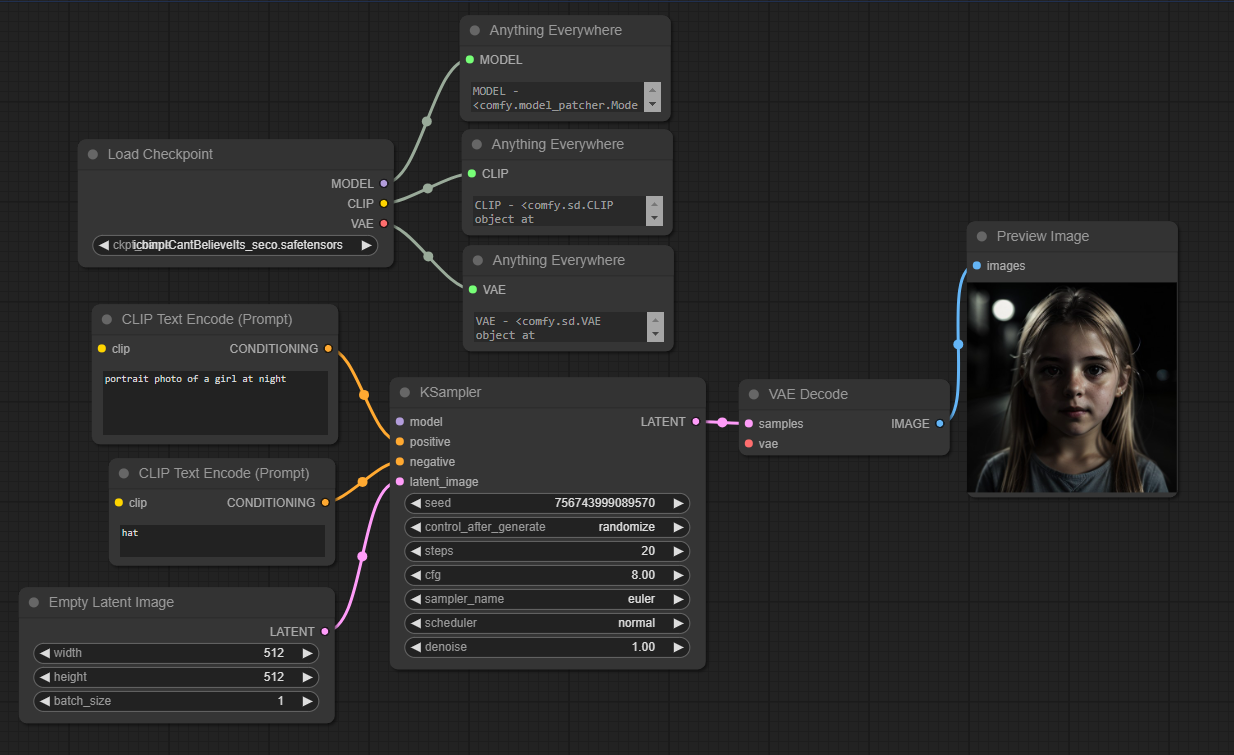 Anything Everywhere
MODEL
MODEL -
<comfy.model_patcher.Mode
Anything Everywhere
CLIP
CLIP - <comfy.sd.CLIP
object at
Anything Everywhere
VAE
VAE - <comfy.sd.VAE
object at
Load Checkpoint
MODEL
CLIP
VAE
CantBelieveIts_seco.safetensors
CLIP Text Encode (Prompt)
clip CONDITIONING
portrait photo of a girl at night
CLIP Text Encode (Prompt)
clip CONDITIONING
hat
Empty Latent Image
LATENT
width 512
height 512
batch_size 1
KSampler
model LATENT
positive
negative
latent_image
seed 756743999089570
control_after_generate randomize
steps 20
cfg 8.00
sampler_name euler
scheduler normal
denoise 1.00
VAE Decode
samples IMAGE
vae
Preview Image
images